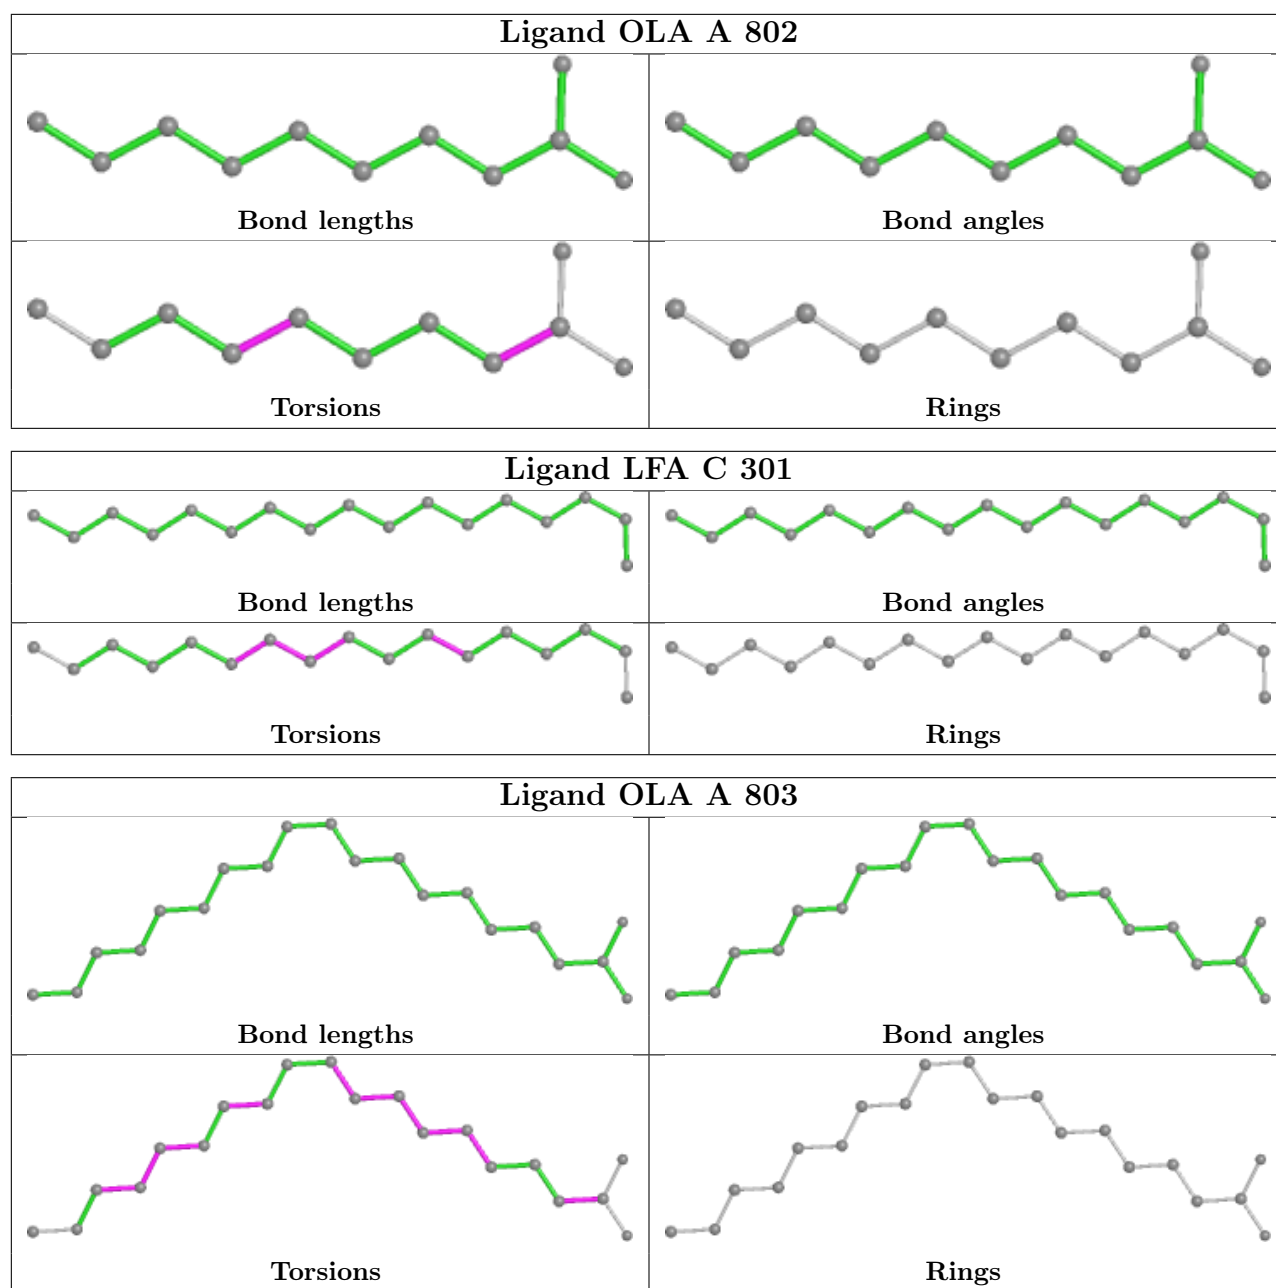 Ligand OLA A 802
Bond lengths
Bond angles
Torsions
Rings
Ligand LFA C 301
Bond lengths
Bond angles
Torsions
Rings
Ligand OLA A 803
Bond lengths
Bond angles
Torsions
Rings